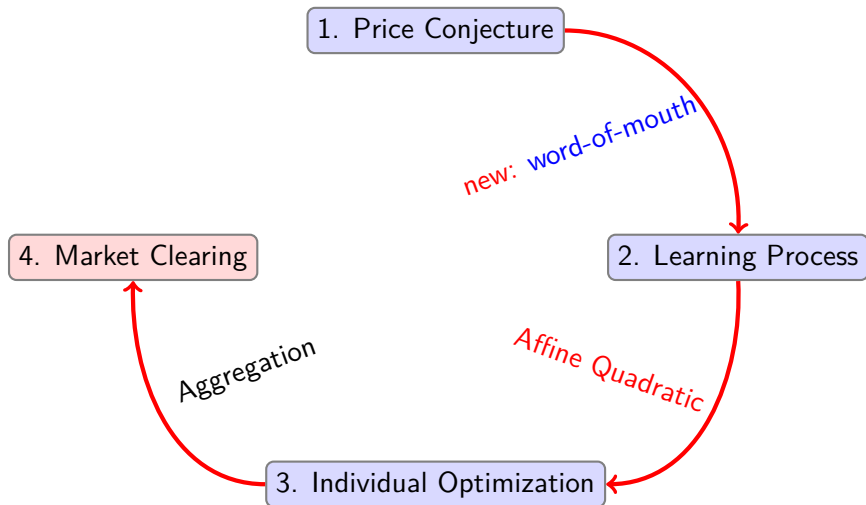 1. Price Conjecture
new: word-of-mouth
4. Market Clearing
2. Learning Process
Affine Quadratic
Aggregation
3. Individual Optimization